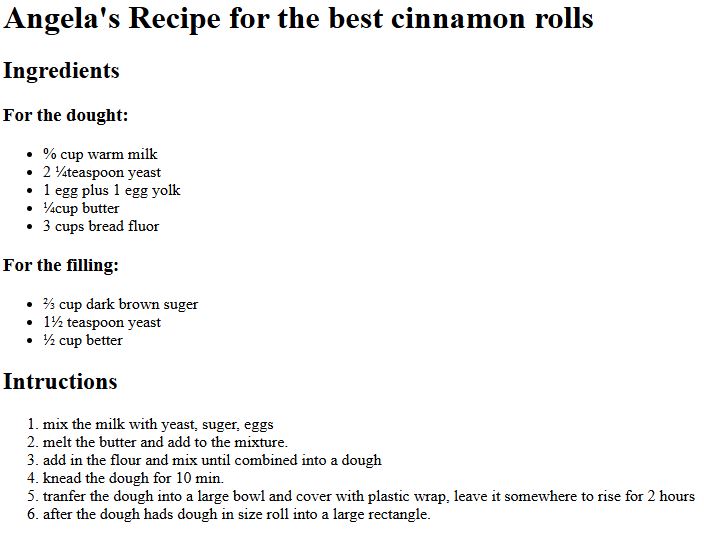 Angela's Recipe for the best cinnamon rolls
Ingredients
For the dought:
% cup warm milk
2 ¼teaspoon yeast
1 egg plus 1 egg yolk
¼cup butter
3 cups bread fluor
For the filling:
⅔ cup dark brown suger
1½ teaspoon yeast
½ cup better
Intructions
1. mix the milk with yeast, suger, eggs
2. melt the butter and add to the mixture.
3. add in the flour and mix until combined into a dough
4. knead the dough for 10 min.
5. tranfer the dough into a large bowl and cover with plastic wrap, leave it somewhere to rise for 2 hours
6. after the dough hads dough in size roll into a large rectangle.